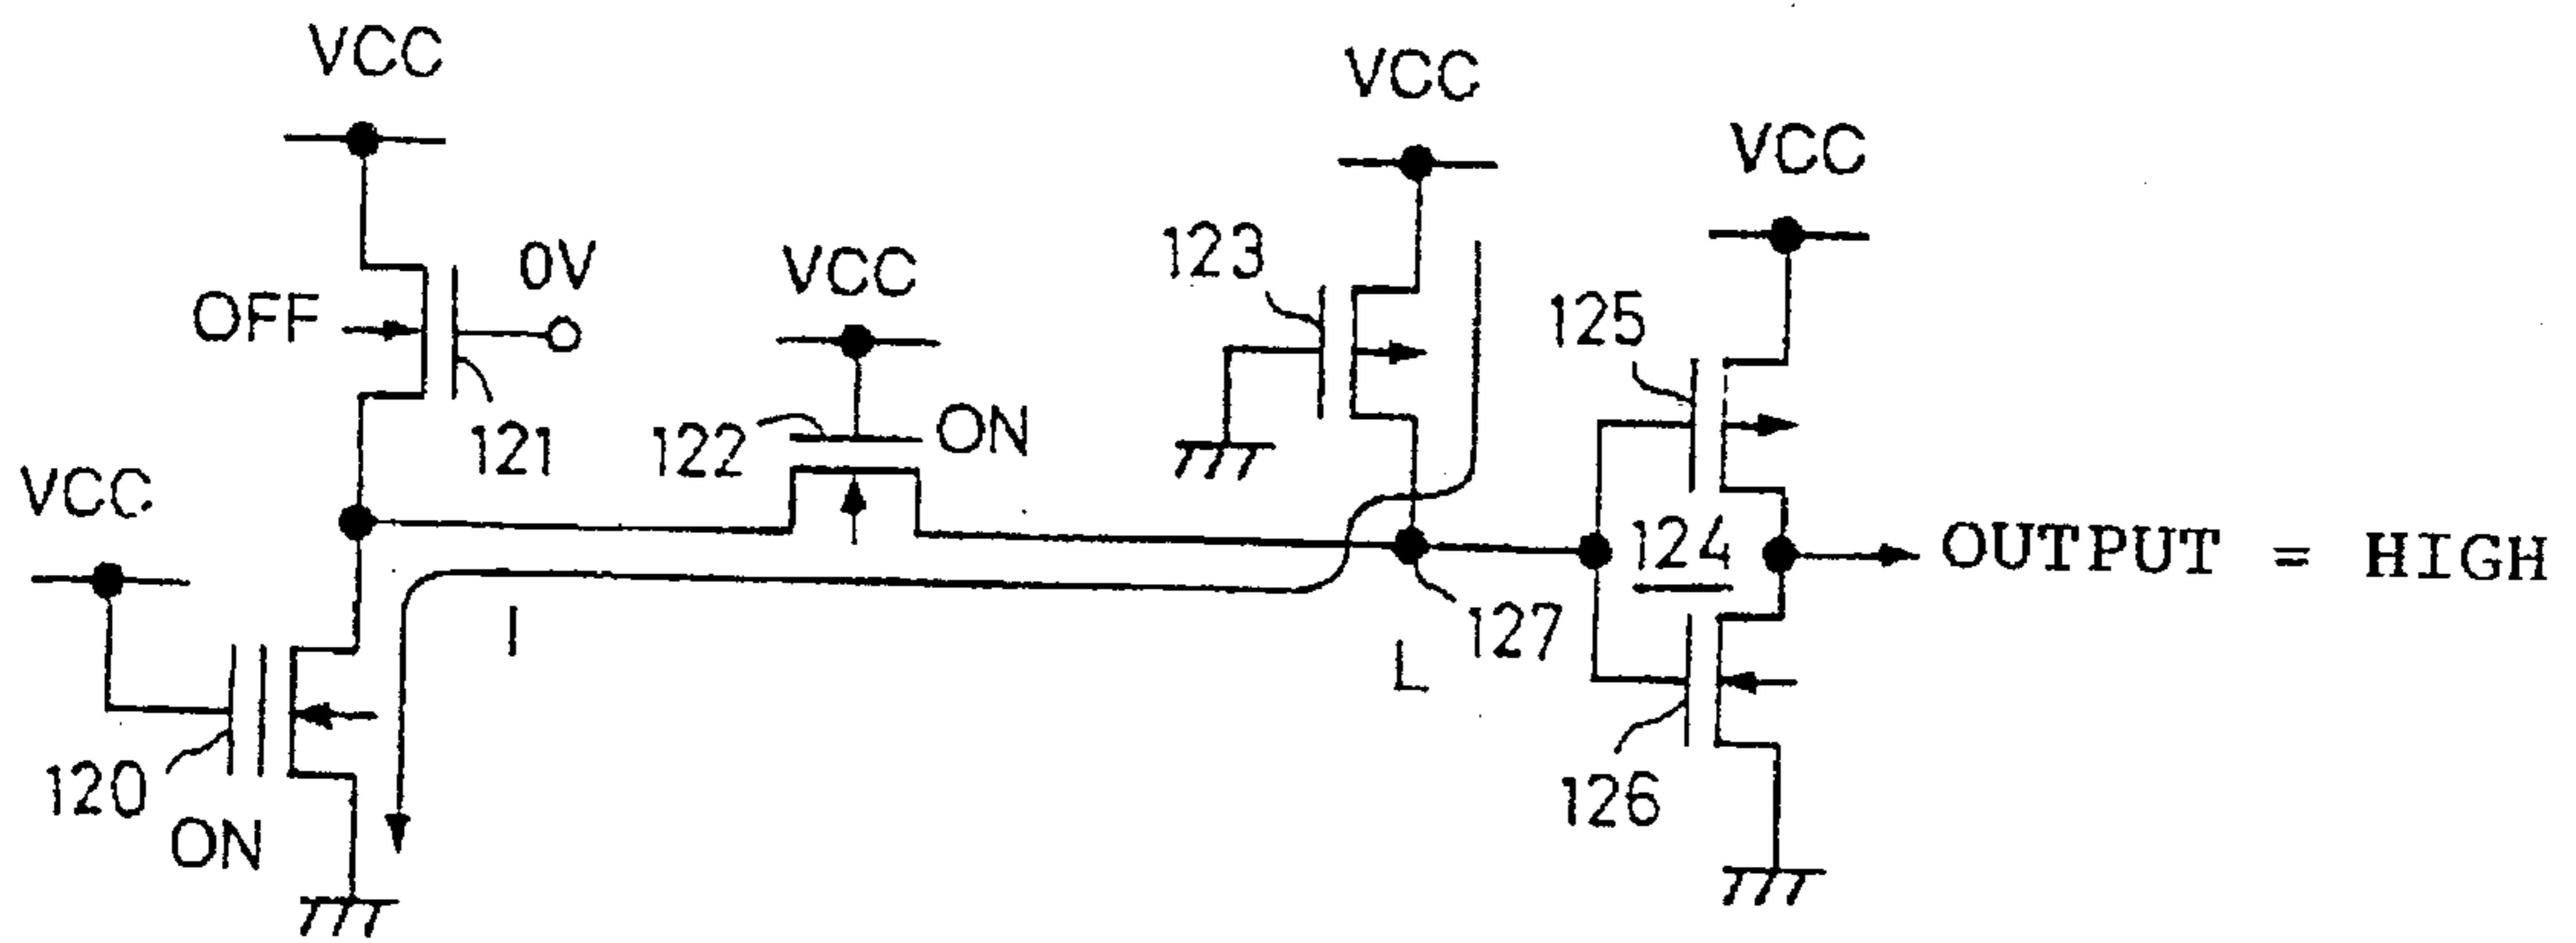 VCC
VCC
VCC
OFF
0V
121
VCC
122
ON
123
125
VCC
120
ON
I
127
L
124
126
OUTPUT = HIGH